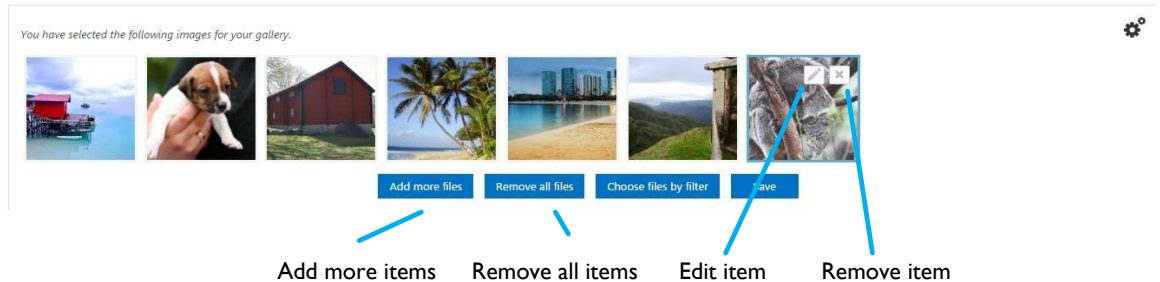 You have selected the following images for your gallery.
Add more files Remove all files Choose files by filter Save
Add more items Remove all items Edit item Remove item